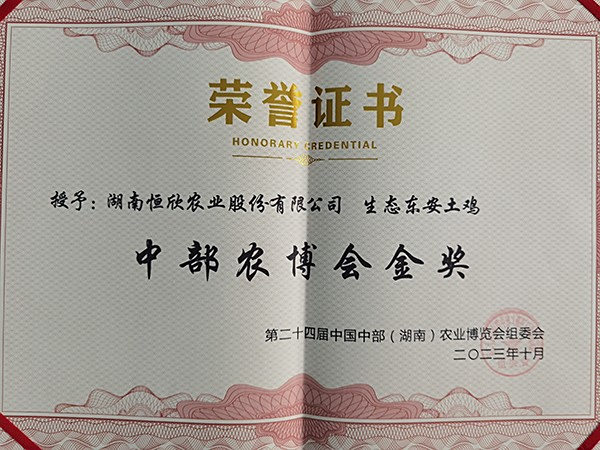 荣誉证书
HONORARY CREDENTIAL
授予：湖南恒欣农业股份有限公司 生态东安土鸡
中部农博会金奖
第二十四届中国中部（湖南）农业博览会组委会
二〇二三年十月